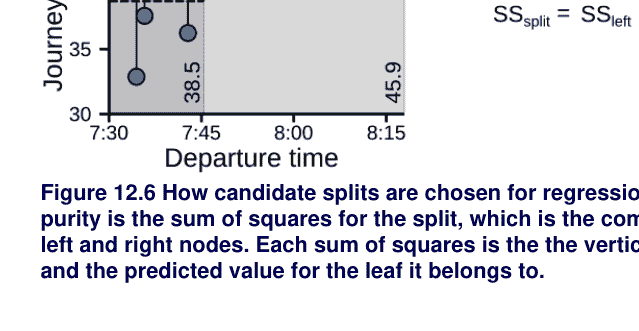 SSsplit = SSleft
Journey
35
30
38.5
45.9
7:30 7:45 8:00 8:15
Departure time
Figure 12.6 How candidate splits are chosen for regressio
purity is the sum of squares for the split, which is the com
left and right nodes. Each sum of squares is the the vertic
and the predicted value for the leaf it belongs to.